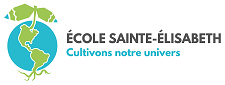 ÉCOLE SAINTE-ÉLISABETH
Cultivons notre univers